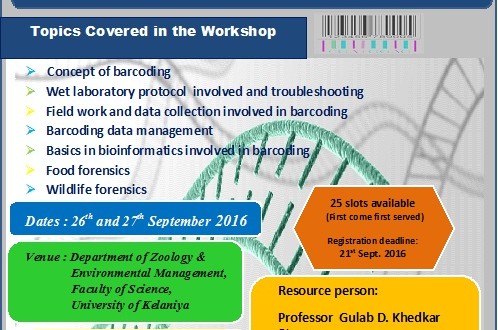 Topics Covered in the Workshop
Concept of barcoding
Wet laboratory protocol involved and troubleshooting
Field work and data collection involved in barcoding
Barcoding data management
Basics in bioinformatics involved in barcoding
Food forensics
Wildlife forensics
Dates : 26th and 27th September 2016
25 slots available
(First come first served)
Registration deadline:
21st Sept. 2016
Venue : Department of Zoology &
Environmental Management,
Faculty of Science,
University of Kelaniya
Resource person:
Professor Gulab D. Khedkar